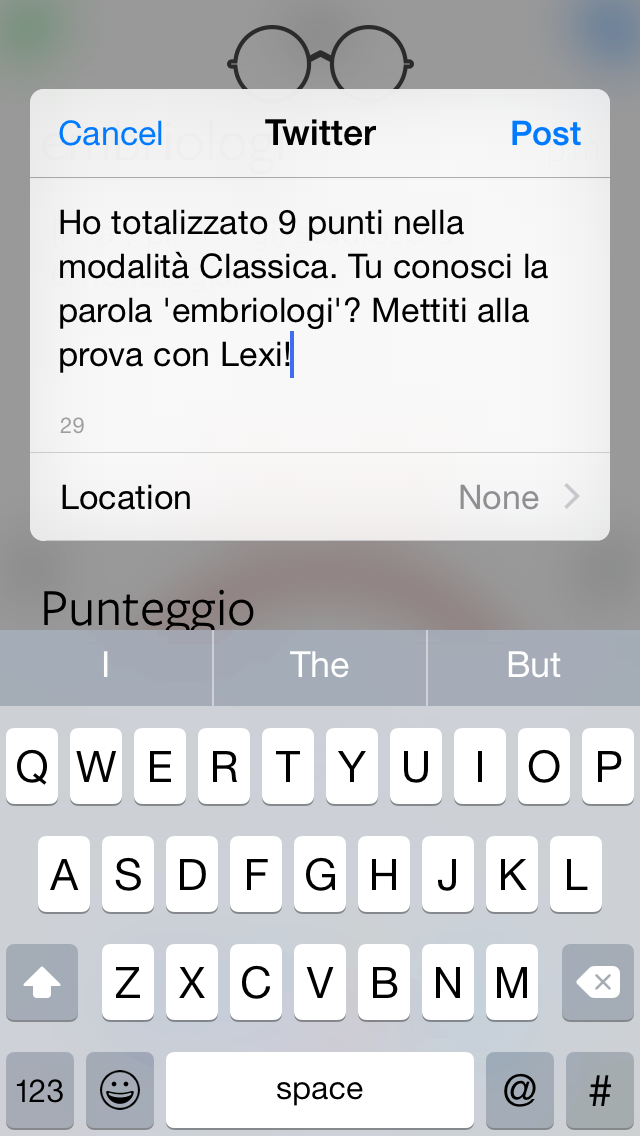 embriologi
Cancel Twitter Post
Ho totalizzato 9 punti nella
modalità Classica. Tu conosci la
parola 'embriologi'? Mettiti alla
prova con Lexi!
29
Location None
Punteggio
I The But
Q W E R T Y U I O P
A S D F G H J K L
Z X C V B N M
123 space @ #